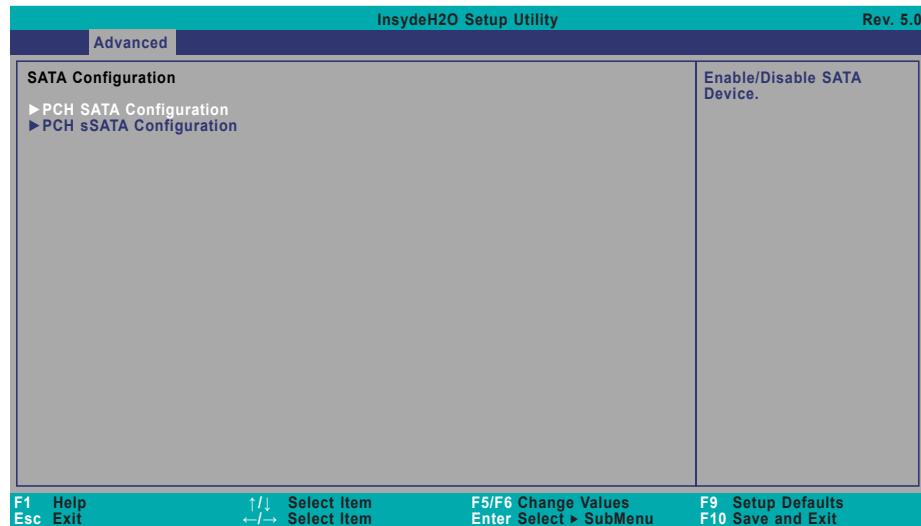 InsydeH2O Setup Utility Rev. 5.0
Advanced
SATA Configuration
►PCH SATA Configuration
►PCH sSATA Configuration
Enable/Disable SATA
Device.
F1 Help ↑/↓ Select Item F5/F6 Change Values F9 Setup Defaults
Esc Exit ←/→ Select Item Enter Select ► SubMenu F10 Save and Exit